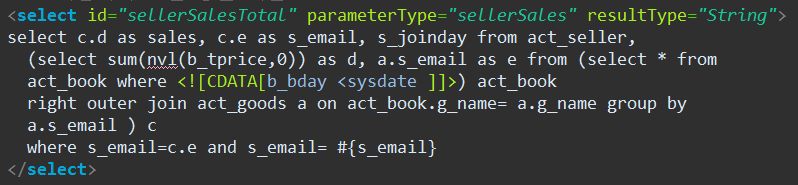 <select id="sellerSalesTotal" parameterType="sellerSales" resultType="String">
select c.d as sales, c.e as s_email, s_joinday from act_seller,
(select sum(nvl(b_tprice,0)) as d, a.s_email as e from (select * from
act_book where <![CDATA[b_bday <sysdate ]]>) act_book
right outer join act_goods a on act_book.g_name= a.g_name group by
a.s_email ) c
where s_email=c.e and s_email= #{s_email}
</select>